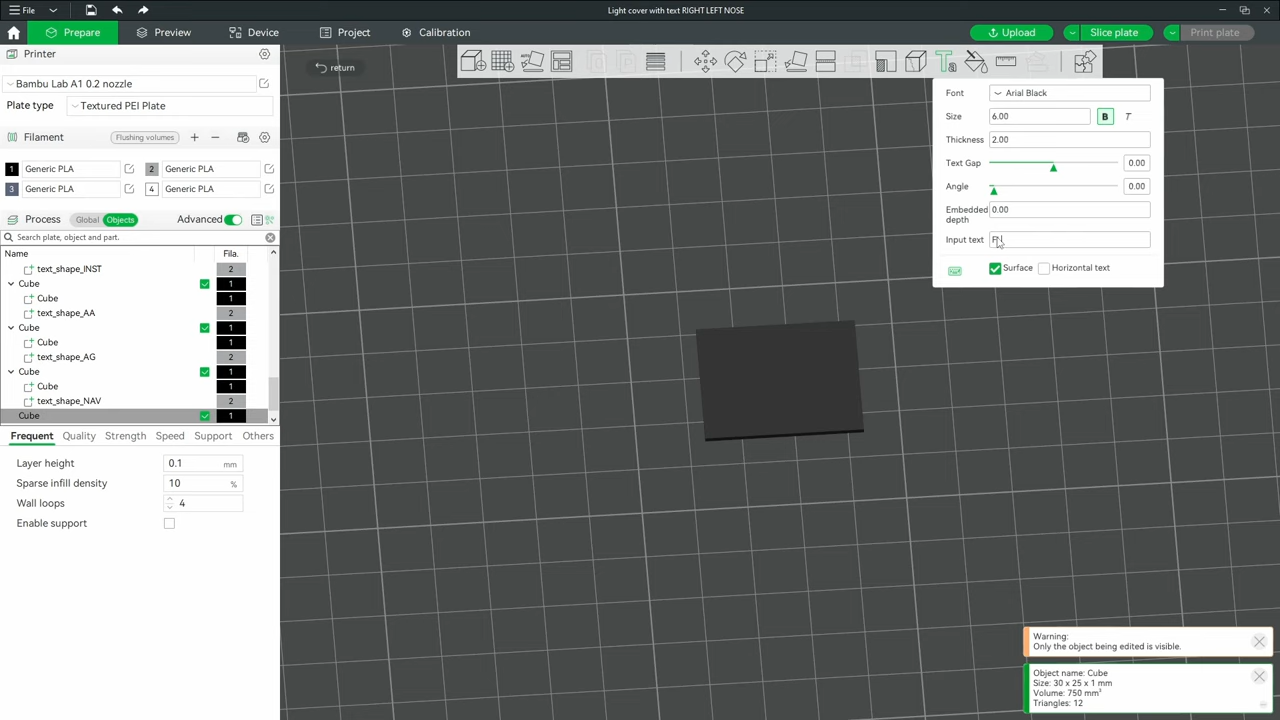 File
Light cover with text RIGHT LEFT NOSE
Prepare
Preview
Device
Project
Calibration
Upload
Slice plate
Print plate
Printer
return
Bambu Lab A1 0.2 nozzle
Plate type
Textured PEI Plate
Filament
Flushing volumes
1 Generic PLA
2 Generic PLA
3 Generic PLA
4 Generic PLA
Process
Global
Objects
Advanced
Search plate, object and part.
Name
Fila.
text_shape_INST 2
Cube 1
Cube 1
text_shape_AA 2
Cube 1
Cube 1
text_shape_AG 2
Cube 1
Cube 1
text_shape_NAV 2
Cube 1
Frequent
Quality
Strength
Speed
Support
Others
Layer height 0.1 mm
Sparse infill density 10 %
Wall loops 4
Enable support
Font Arial Black
Size 6.00 B T
Thickness 2.00
Text Gap 0.00
Angle 0.00
Embedded depth 0.00
Input text
Surface
Horizontal text
Warning:
Only the object being edited is visible.
Object name: Cube
Size: 30 x 25 x 1 mm
Volume: 750 mm³
Triangles: 12